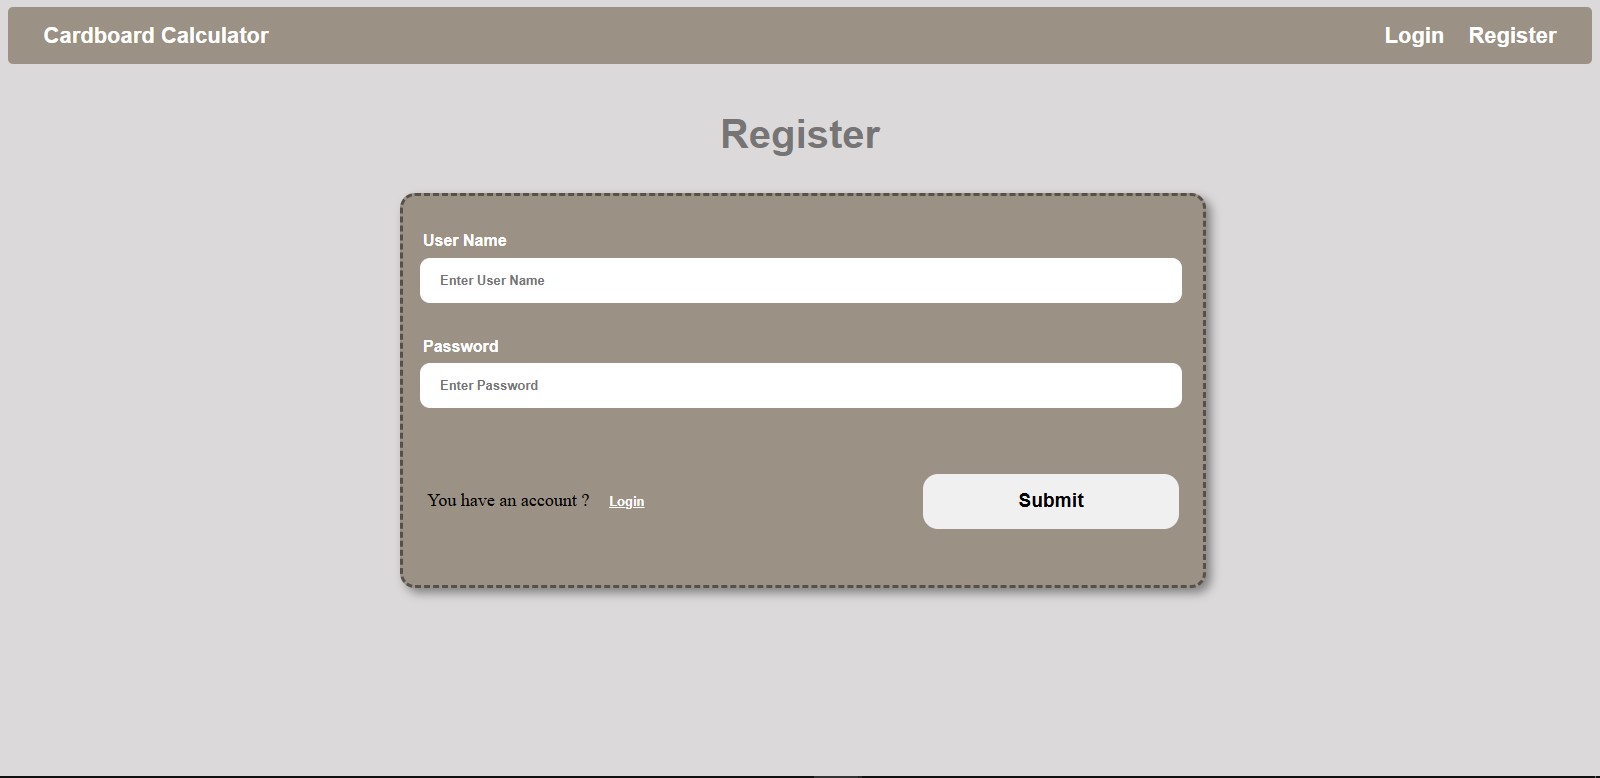 Cardboard Calculator Login Register
Register
User Name
Enter User Name
Password
Enter Password
You have an account ? Login Submit